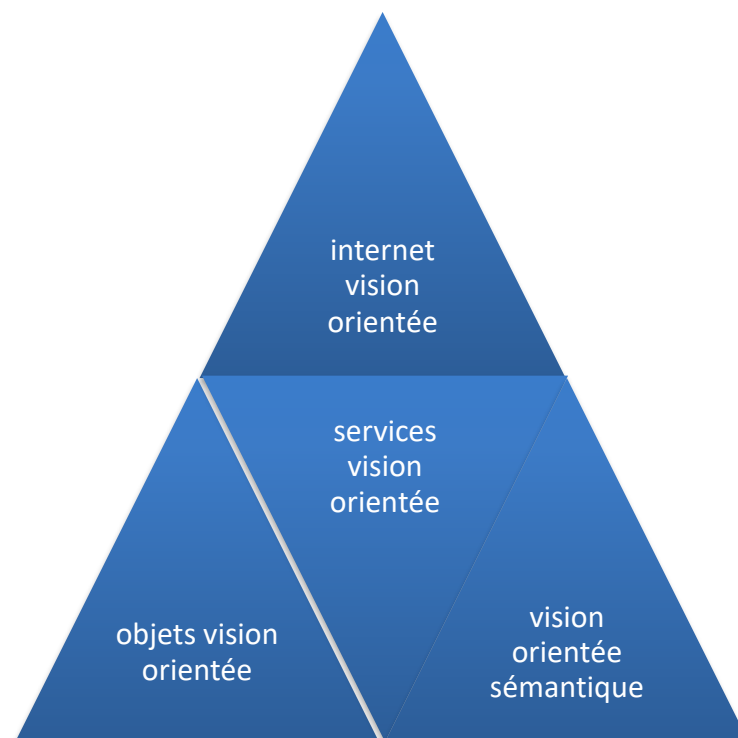 internet
vision
orientée
services
vision
orientée
objets vision
orientée
vision
orientée
sémantique